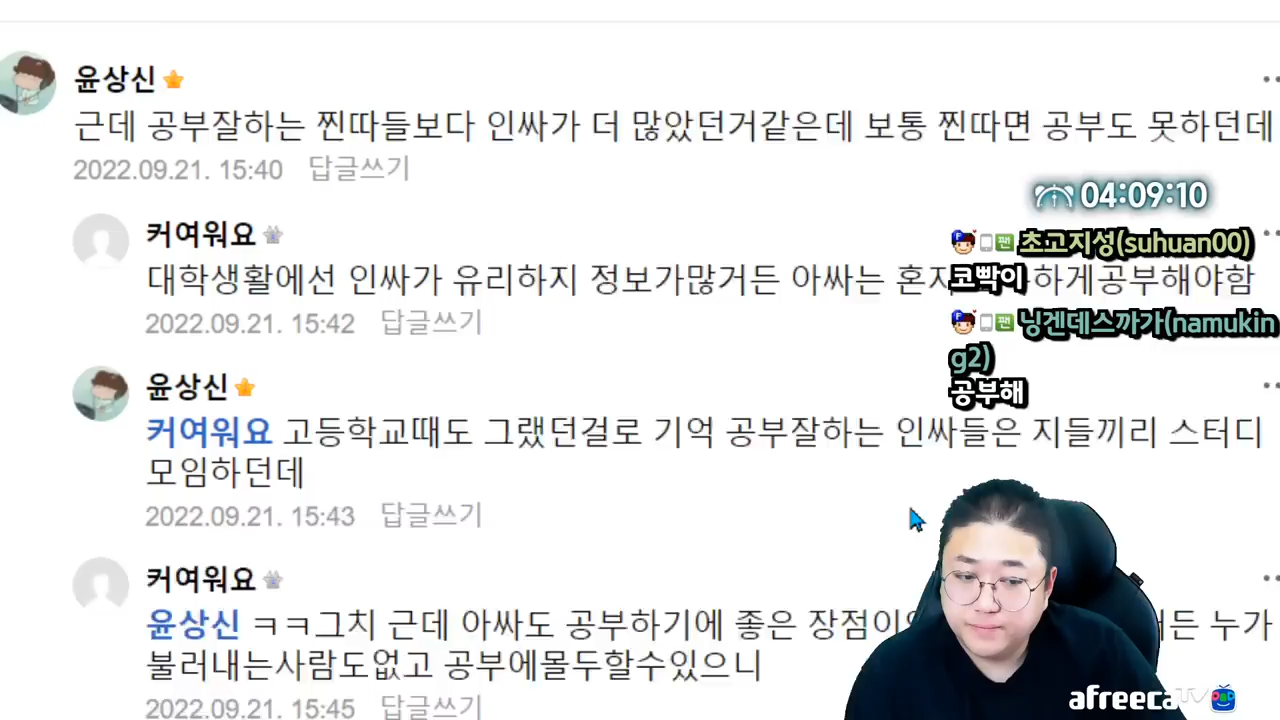 윤상신
근데 공부잘하는 찐따들보다 인싸가 더 많았던거같은데 보통 찐따면 공부도 못하던데
2022.09.21. 15:40 답글쓰기
04:09:10
커여워요
대학생활에선 인싸가 유리하지 정보가많거든 아싸는 하게공부해야함
2022.09.21. 15:42 답글쓰기
초고지성(suhuan00)
코빡이
닝겐데스까가(namukin
g2)
공부해
윤상신
커여워요 고등학교때도 그랬던걸로 기억 공부잘하는 인싸들은 지들끼리 스터디
모임하던데
2022.09.21. 15:43 답글쓰기
커여워요
윤상신 ㅋㅋ그치 근데 아싸도 공부하기에 좋은 누가
불러내는사람도없고 공부에몰두할수있으니
2022.09.21. 15:45 답글쓰기
afreecaTV